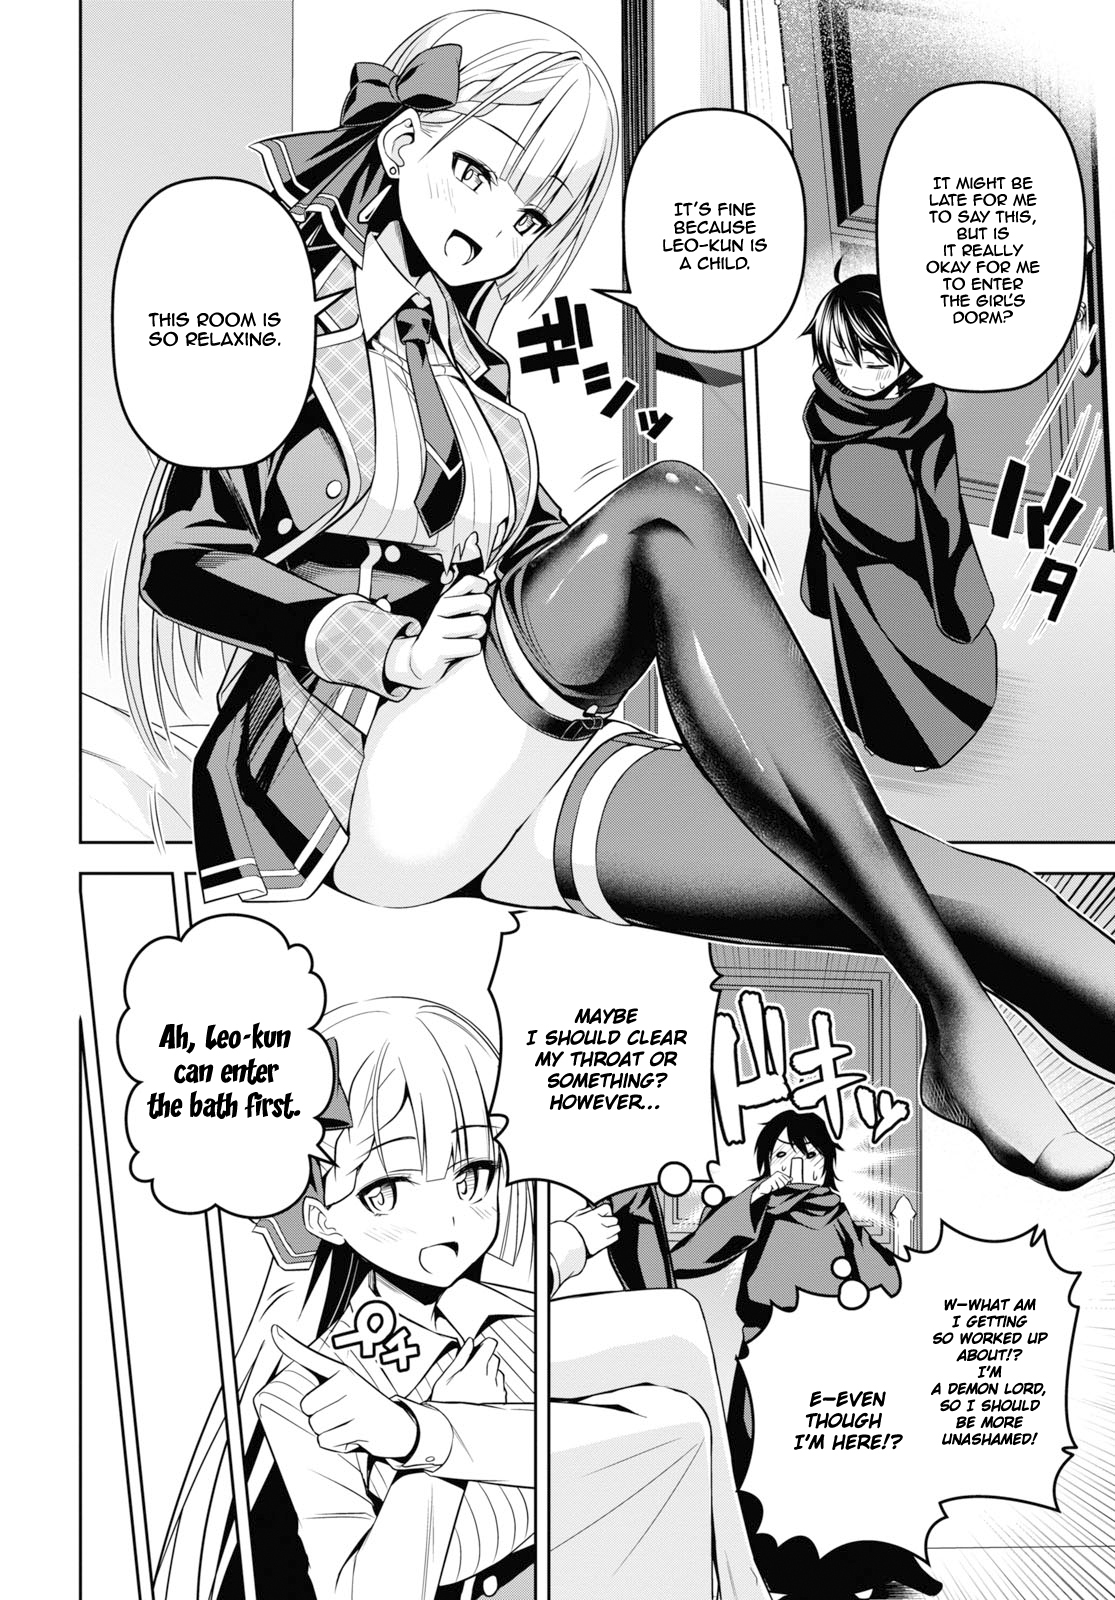 IT MIGHT BE
LATE FOR ME
TO SAY THIS,
BUT IS
IT REALLY
OKAY FOR ME
TO ENTER
THE GIRL'S
DORM?
IT'S FINE
BECAUSE
LEO-KUN IS
A CHILD.
THIS ROOM IS
SO RELAXING.
パタ
ギシッ
W-WHAT AM
I GETTING
SO WORKED UP
ABOUT!?
I'M
A DEMON LORD,
SO I SHOULD
BE MORE
UNASHAMED!
E-EVEN
THOUGH
I'M HERE!?
ドキッ
MAYBE
I SHOULD CLEAR
MY THROAT OR
SOMETHING?
HOWEVER...
Ah, Leo-kun
can enter
the bath first.
プチ